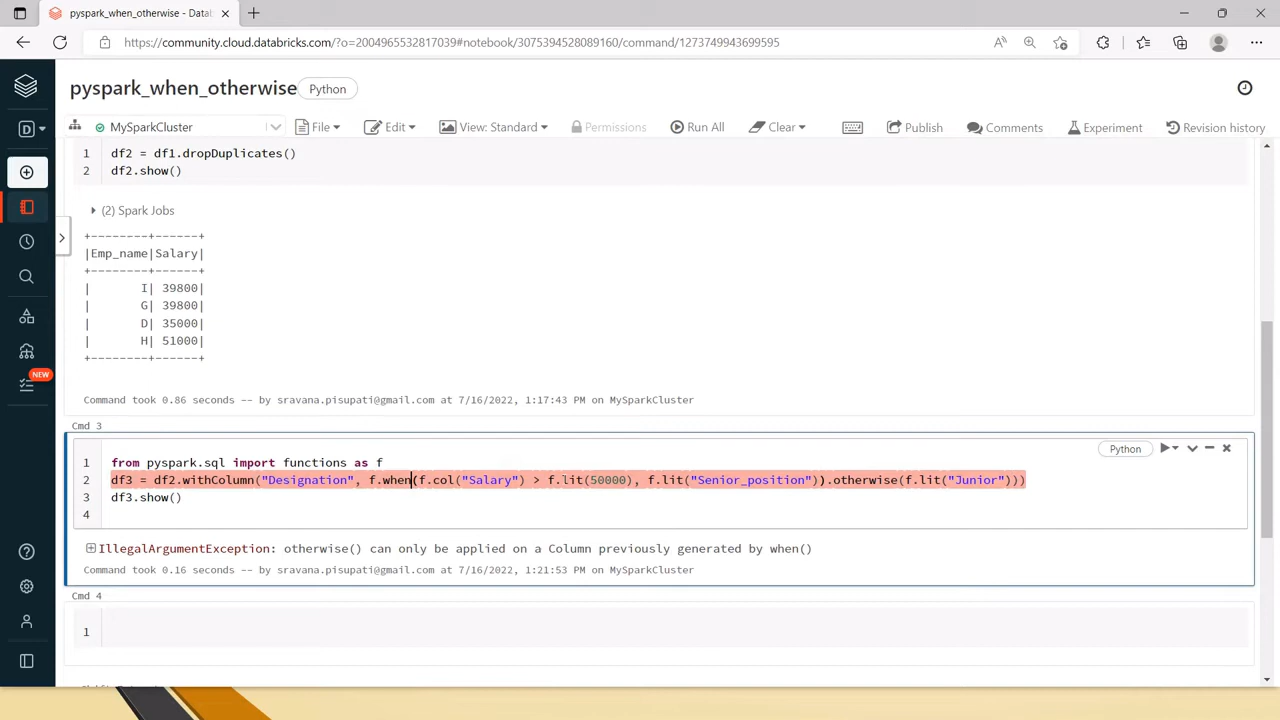 pyspark_when_otherwise - Datab
https://community.cloud.databricks.com/?o=2004965532817039#notebook/3075394528089160/command/1273749943699595
pyspark_when_otherwise Python
MySparkCluster File Edit View: Standard Permissions Run All Clear Publish Comments Experiment Revision history
D
NEW
1 df2 = df1.dropDuplicates()
2 df2.show()
(2) Spark Jobs
+--------+------+
|Emp_name|Salary|
+--------+------+
| I| 39800|
| G| 39800|
| D| 35000|
| H| 51000|
+--------+------+
Command took 0.86 seconds -- by sravana.pisupati@gmail.com at 7/16/2022, 1:17:43 PM on MySparkCluster
Cmd 3
Python
1 from pyspark.sql import functions as f
2 df3 = df2.withColumn("Designation", f.when(f.col("Salary") > f.lit(50000), f.lit("Senior_position")).otherwise(f.lit("Junior")))
3 df3.show()
4
IllegalArgumentException: otherwise() can only be applied on a Column previously generated by when()
Command took 0.16 seconds -- by sravana.pisupati@gmail.com at 7/16/2022, 1:21:53 PM on MySparkCluster
Cmd 4
1